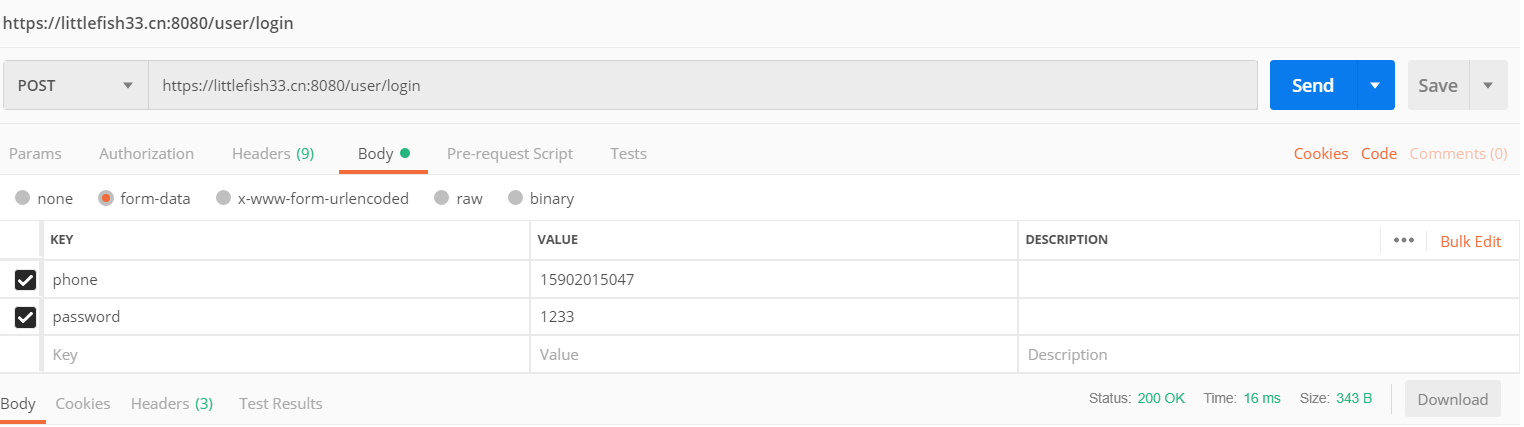 https://littlefish33.cn:8080/user/login
POST https://littlefish33.cn:8080/user/login Send Save
Params Authorization Headers (9) Body Pre-request Script Tests Cookies Code Comments (0)
none form-data x-www-form-urlencoded raw binary
KEY VALUE DESCRIPTION ••• Bulk Edit
phone 15902015047
password 1233
Key Value Description
Body Cookies Headers (3) Test Results Status: 200 OK Time: 16 ms Size: 343 B Download